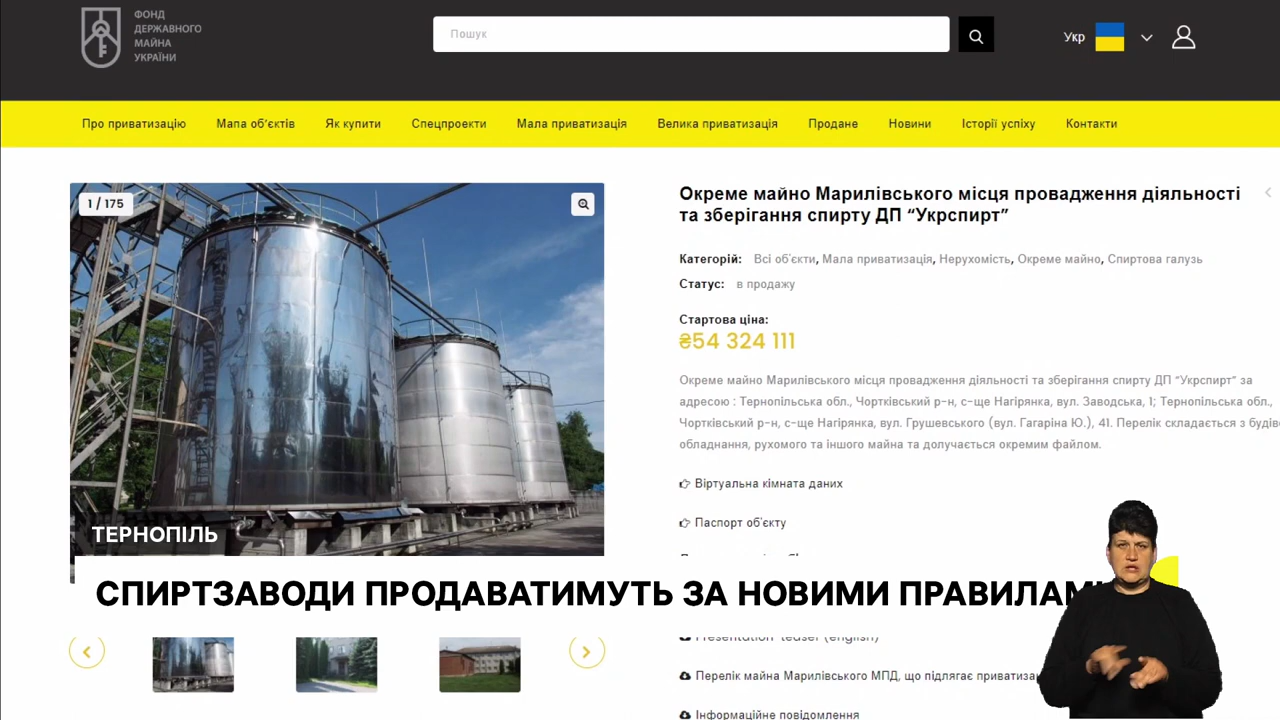 ФОНД
ДЕРЖАВНОГО
МАЙНА
УКРАЇНИ
Пошук
Укр
Про приватизацію Мапа об’єктів Як купити Спецпроекти Мала приватизація Велика приватизація Продане Новини Історії успіху Контакти
1 / 175
Окреме майно Марилівського місця провадження діяльності
та зберігання спирту ДП “Укрспирт”
Категорій: Всі об'єкти, Мала приватизація, Нерухомість, Окреме майно, Спиртова галузь
Статус: в продажу
Стартова ціна:
₴54 324 111
Окреме майно Марилівського місця провадження діяльності та зберігання спирту ДП “Укрспирт” за
адресою : Тернопільська обл., Чортківський р-н, с-ще Нагірянка, вул. Заводська, 1; Тернопільська обл.,
Чортківський р-н, с-ще Нагірянка, вул. Грушевського (вул. Гагаріна Ю.), 41. Перелік складається з будів
обладнання, рухомого та іншого майна та долучається окремим файлом.
Віртуальна кімната даних
Паспорт об'єкту
ТЕРНОПІЛЬ
СПИРТЗАВОДИ ПРОДАВАТИМУТЬ ЗА НОВИМИ ПРАВИЛАМИ
Presentation-teaser (english)
Перелік майна Марилівського МПД, що підлягає приватиза
Інформаційне повідомлення